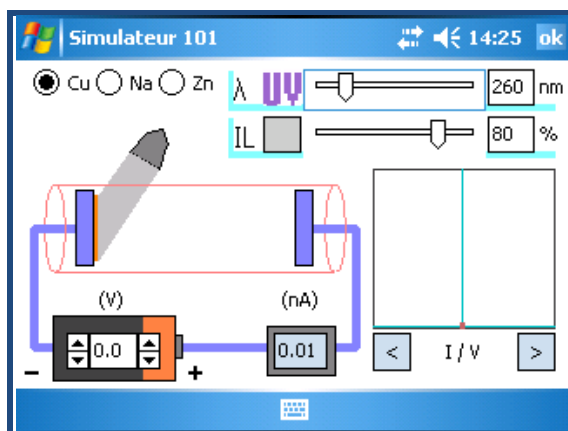 Simulateur 101 14:25 ok
Cu Na Zn λ UV 260 nm
IL 80 %
(V) (nA)
0.0 0.01 < I / V >
− +